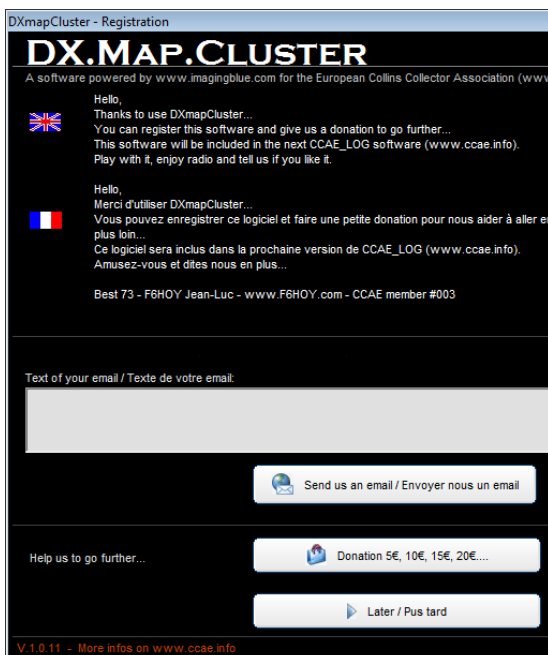 DXmapCluster - Registration
DX.MAP.CLUSTER
A software powered by www.imagingblue.com for the European Collins Collector Association (www
Hello,
Thanks to use DXmapCluster...
You can register this software and give us a donation to go further...
This software will be included in the next CCAE_LOG software (www.ccae.info).
Play with it, enjoy radio and tell us if you like it.
Hello,
Merci d'utiliser DXmapCluster...
Vous pouvez enregistrer ce logiciel et faire une petite donation pour nous aider à aller en
plus loin...
Ce logiciel sera inclus dans la prochaine version de CCAE_LOG (www.ccae.info).
Amusez-vous et dites nous en plus...
Best 73 - F6HOY Jean-Luc - www.F6HOY.com - CCAE member #003
Text of your email / Texte de votre email:
Send us an email / Envoyer nous un email
Help us to go further...
Donation 5€, 10€, 15€, 20€....
Later / Pus tard
V.1.0.11 - More infos on www.ccae.info